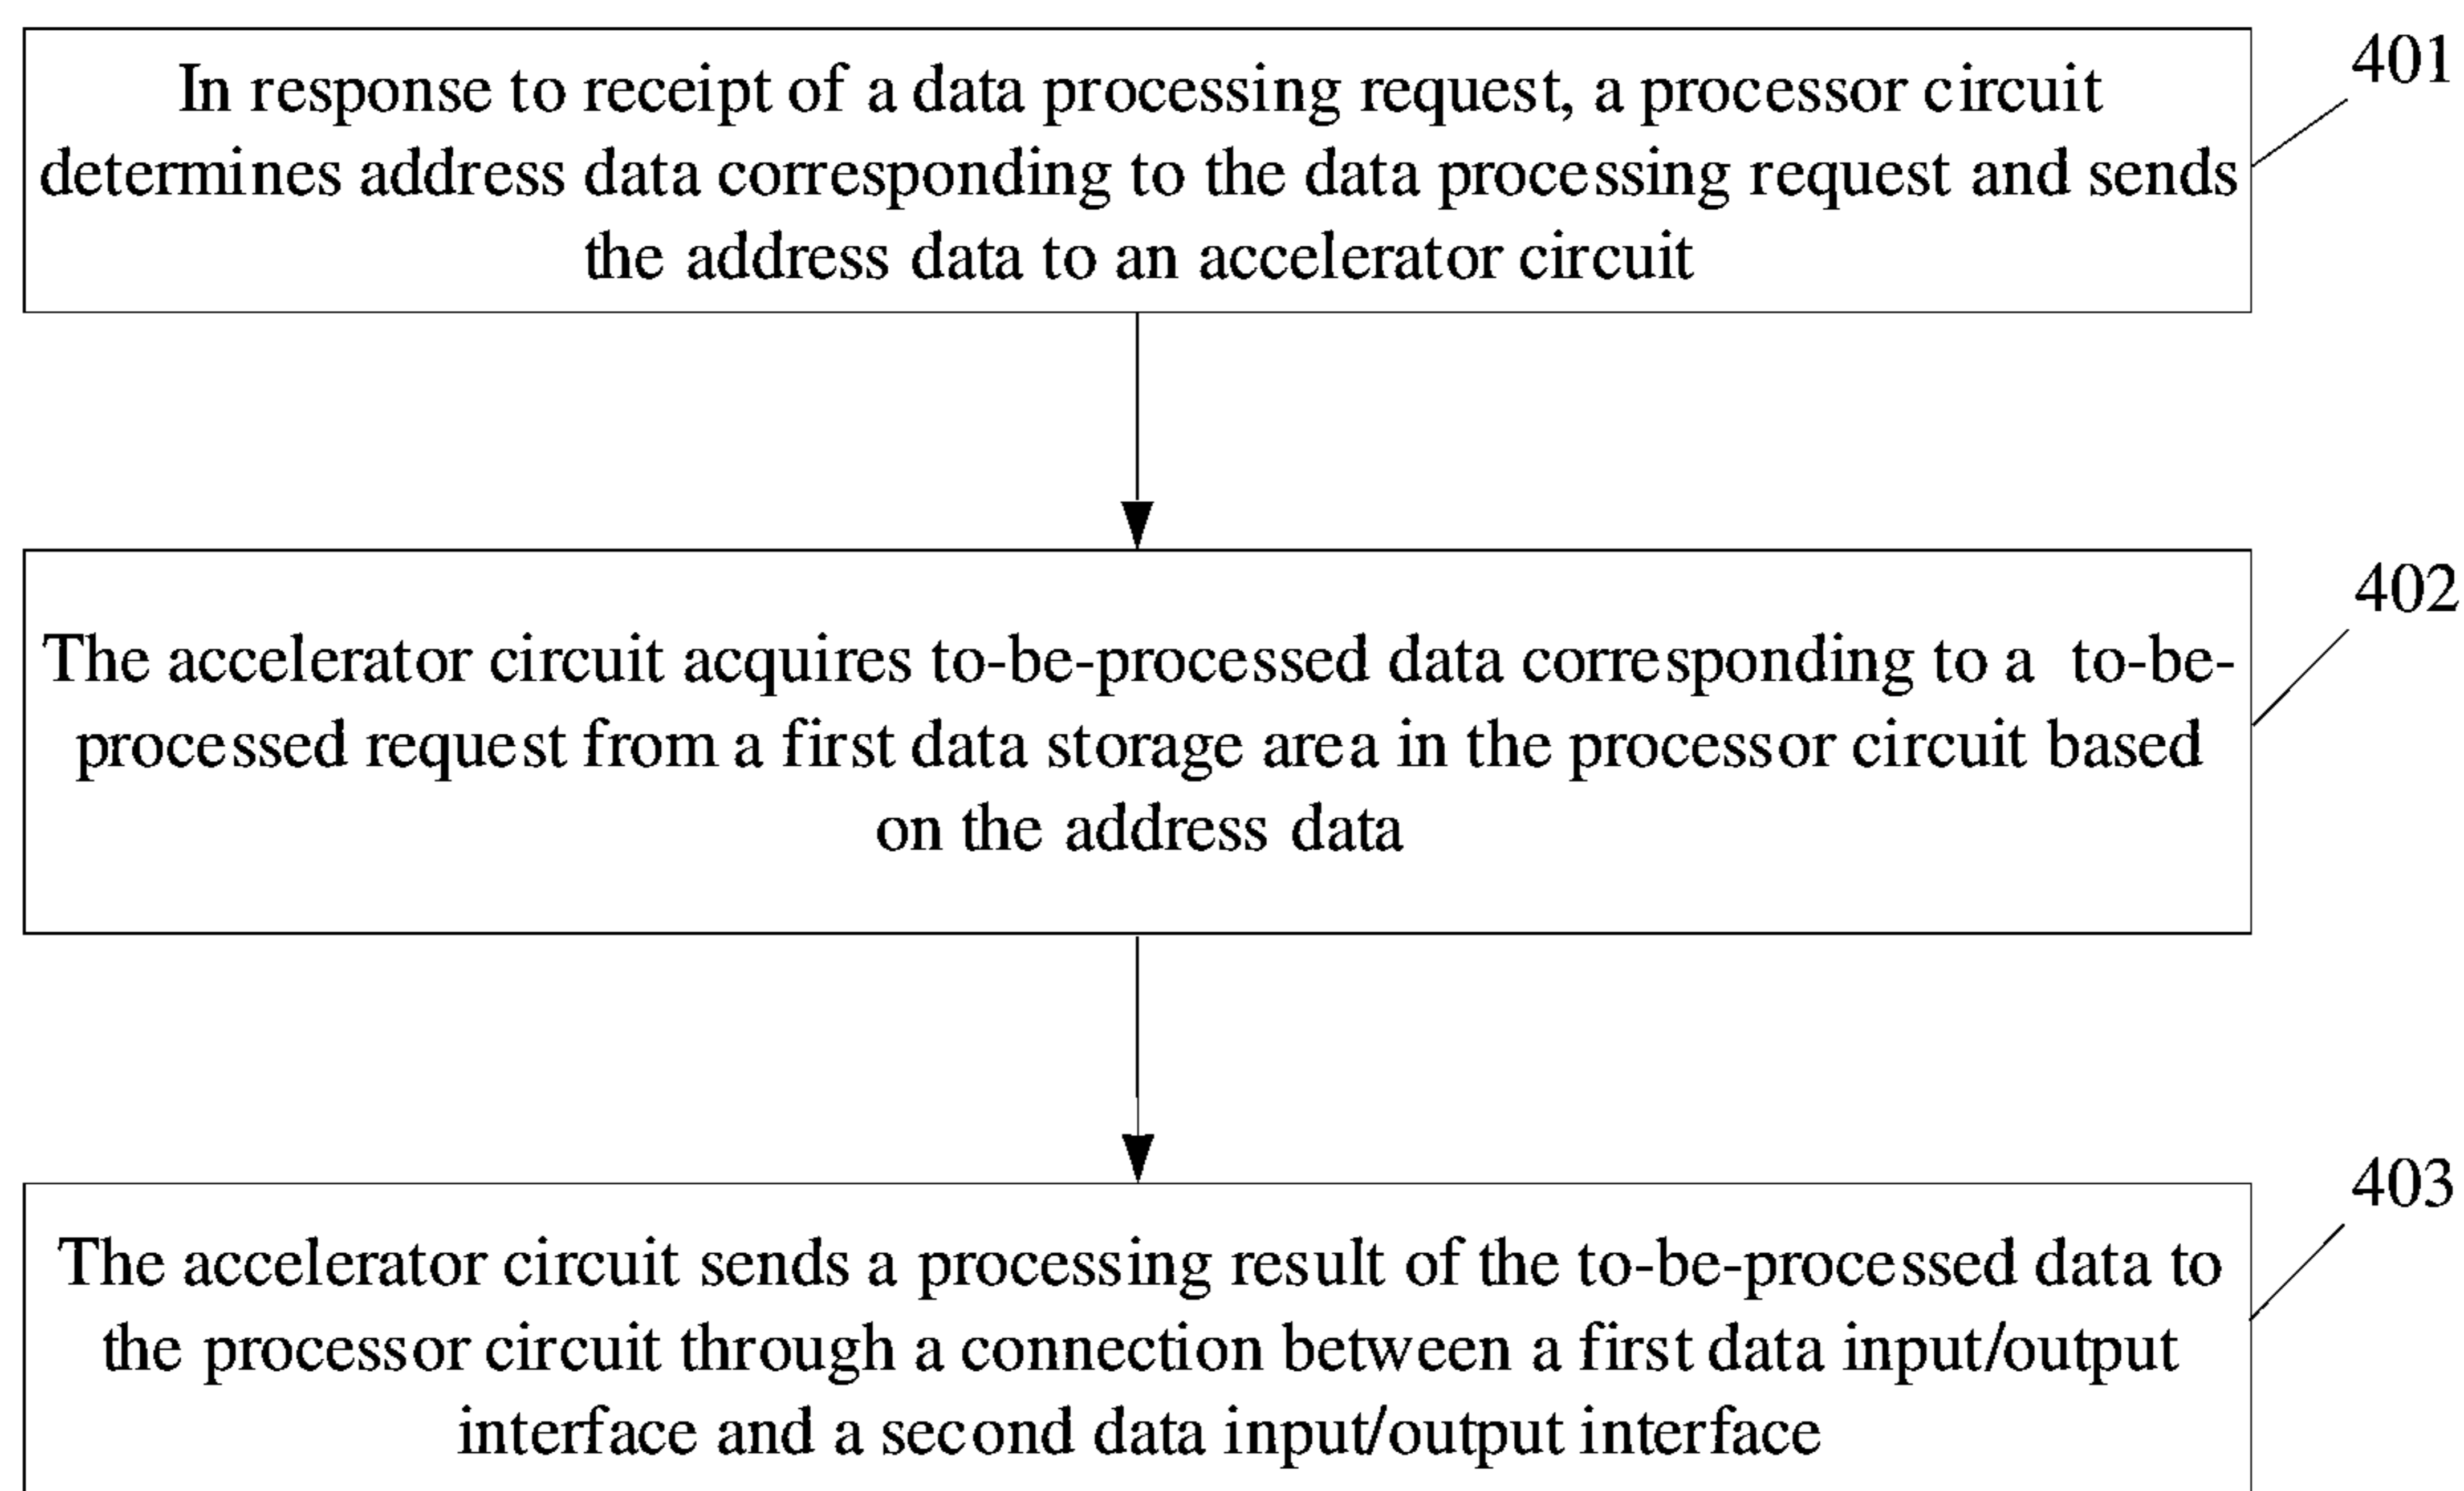 In response to receipt of a data processing request, a processor circuit
determines address data corresponding to the data processing request and sends
the address data to an accelerator circuit
401
The accelerator circuit acquires to-be-processed data corresponding to a to-be-
processed request from a first data storage area in the processor circuit based
on the address data
402
The accelerator circuit sends a processing result of the to-be-processed data to
the processor circuit through a connection between a first data input/output
interface and a second data input/output interface
403